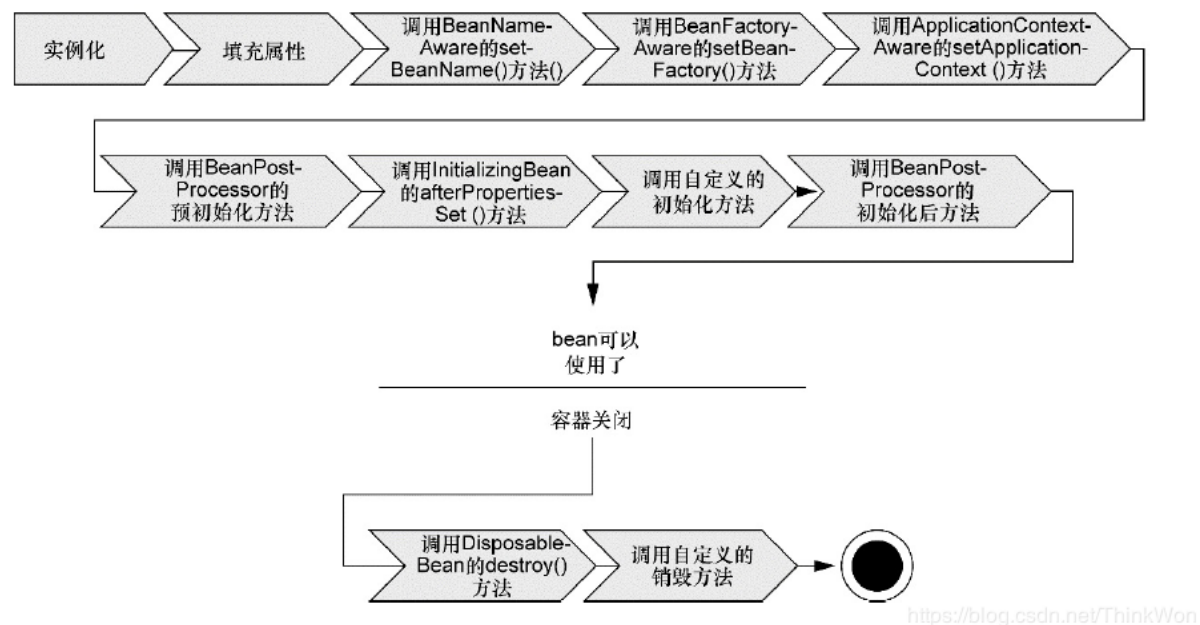 实例化
填充属性
调用BeanName-
Aware的set-
BeanName()方法()
调用BeanFactory-
Aware的setBean-
Factory()方法
调用ApplicationContext-
Aware的setApplication-
Context ()方法
调用BeanPost-
Processor的
预初始化方法
调用InitializingBean
的afterProperties-
Set ()方法
调用自定义的
初始化方法
调用BeanPost-
Processor的
初始化后方法
bean可以
使用了
容器关闭
调用Disposable-
Bean的destroy()
方法
调用自定义的
销毁方法
https://blog.csdn.net/ThinkWon